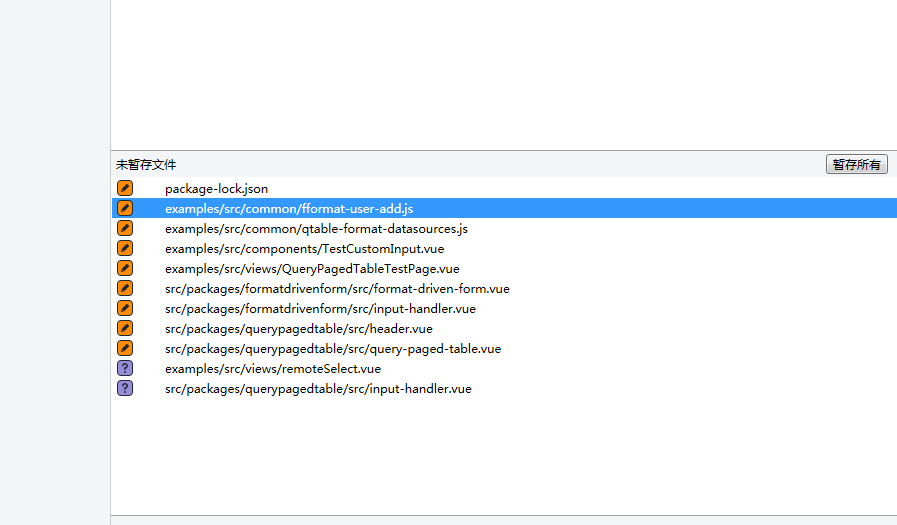 未暂存文件
暂存所有
package-lock.json
examples/src/common/fformat-user-add.js
examples/src/common/qtable-format-datasources.js
examples/src/components/TestCustomInput.vue
examples/src/views/QueryPagedTableTestPage.vue
src/packages/formatdrivenform/src/format-driven-form.vue
src/packages/formatdrivenform/src/input-handler.vue
src/packages/querypagedtable/src/header.vue
src/packages/querypagedtable/src/query-paged-table.vue
? examples/src/views/remoteSelect.vue
? src/packages/querypagedtable/src/input-handler.vue